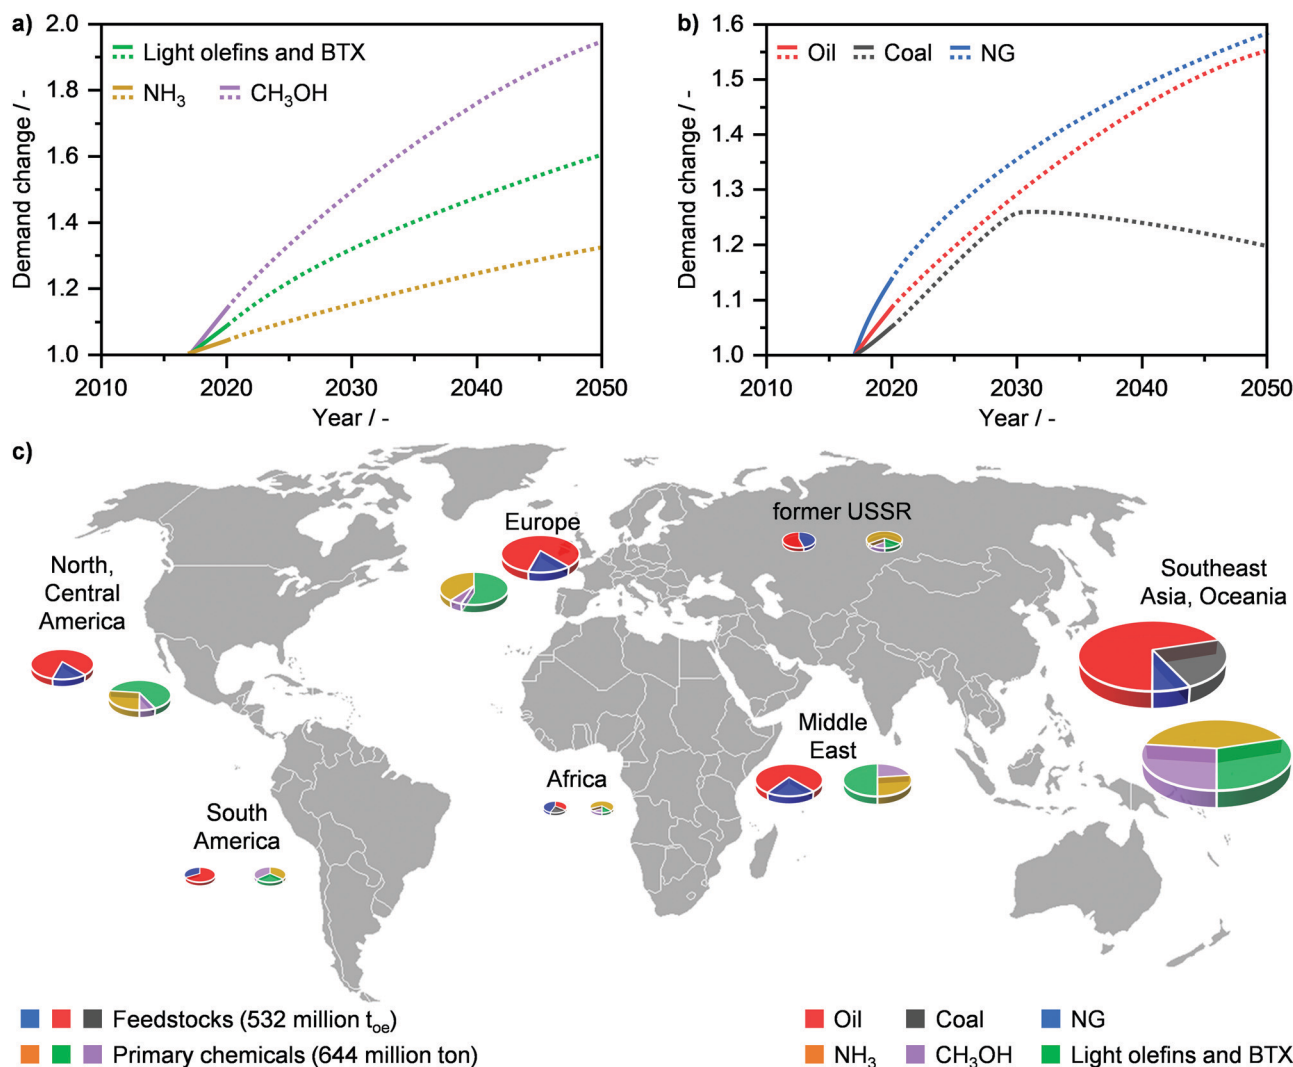 a)
2.0
1.8
1.6
1.4
1.2
1.0
Demand change / -
Light olefins and BTX
NH₃ CH₃OH
2010 2020 2030 2040 2050
Year / -
b)
1.6
1.5
1.4
1.3
1.2
1.1
1.0
Demand change / -
Oil Coal NG
2010 2020 2030 2040 2050
Year / -
c)
North,
Central
America
Europe
former USSR
Southeast
Asia, Oceania
Middle
East
Africa
South
America
Feedstocks (532 million tₒₑ)
Primary chemicals (644 million ton)
Oil Coal NG
NH₃ CH₃OH Light olefins and BTX